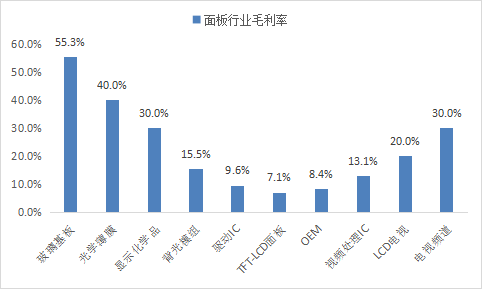 面板行业毛利率
60.0%
50.0%
40.0%
30.0%
20.0%
10.0%
0.0%
55.3%
40.0%
30.0%
15.5%
9.6%
7.1%
8.4%
13.1%
20.0%
30.0%
玻璃基板
光学薄膜
显示化学品
背光模组
驱动IC
TFT-LCD面板
OEM
视频处理IC
LCD电视
电视频道